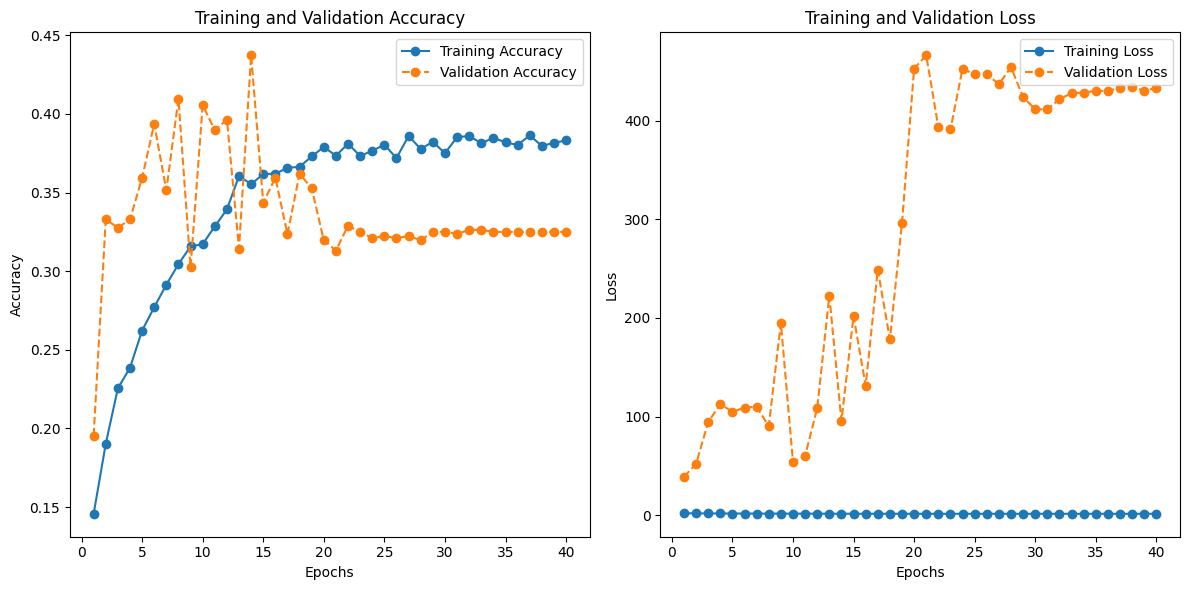 Training and Validation Accuracy
Training Accuracy
Validation Accuracy
0.45
0.40
0.35
0.30
0.25
0.20
0.15
Accuracy
0 5 10 15 20 25 30 35 40
Epochs
Training and Validation Loss
Training Loss
Validation Loss
400
300
200
100
0
Loss
0 5 10 15 20 25 30 35 40
Epochs